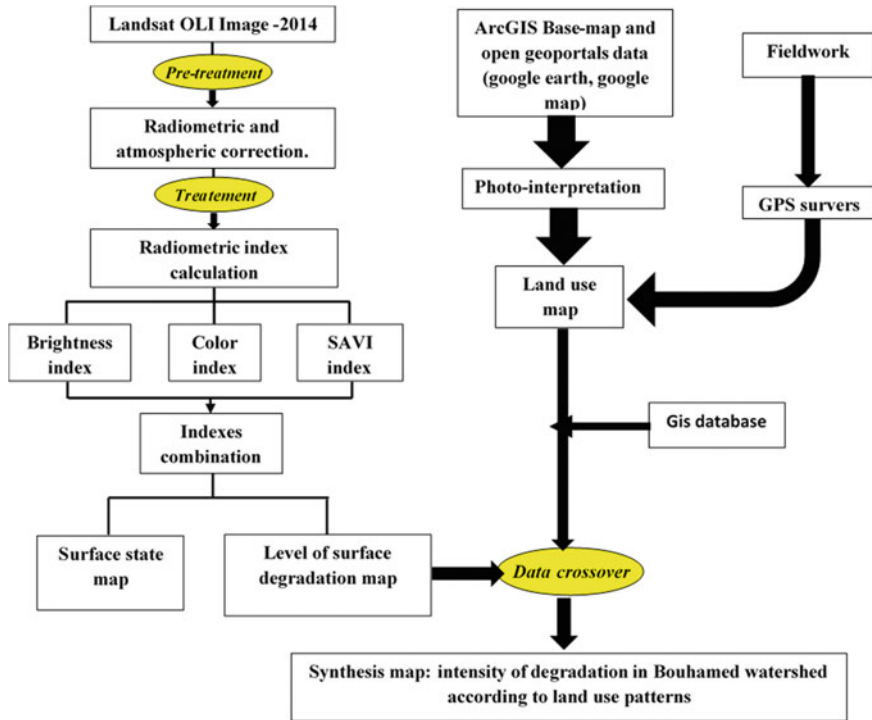 Landsat OLI Image -2014
Pre-treatment
Radiometric and
atmospheric correction.
Treatement
Radiometric index
calculation
Brightness
index
Color
index
SAVI
index
Indexes
combination
Surface state
map
Level of surface
degradation map
ArcGIS Base-map and
open geoportals data
(google earth, google
map)
Photo-interpretation
Land use
map
Fieldwork
GPS survers
Gis database
Data crossover
Synthesis map: intensity of degradation in Bouhamed watershed
according to land use patterns